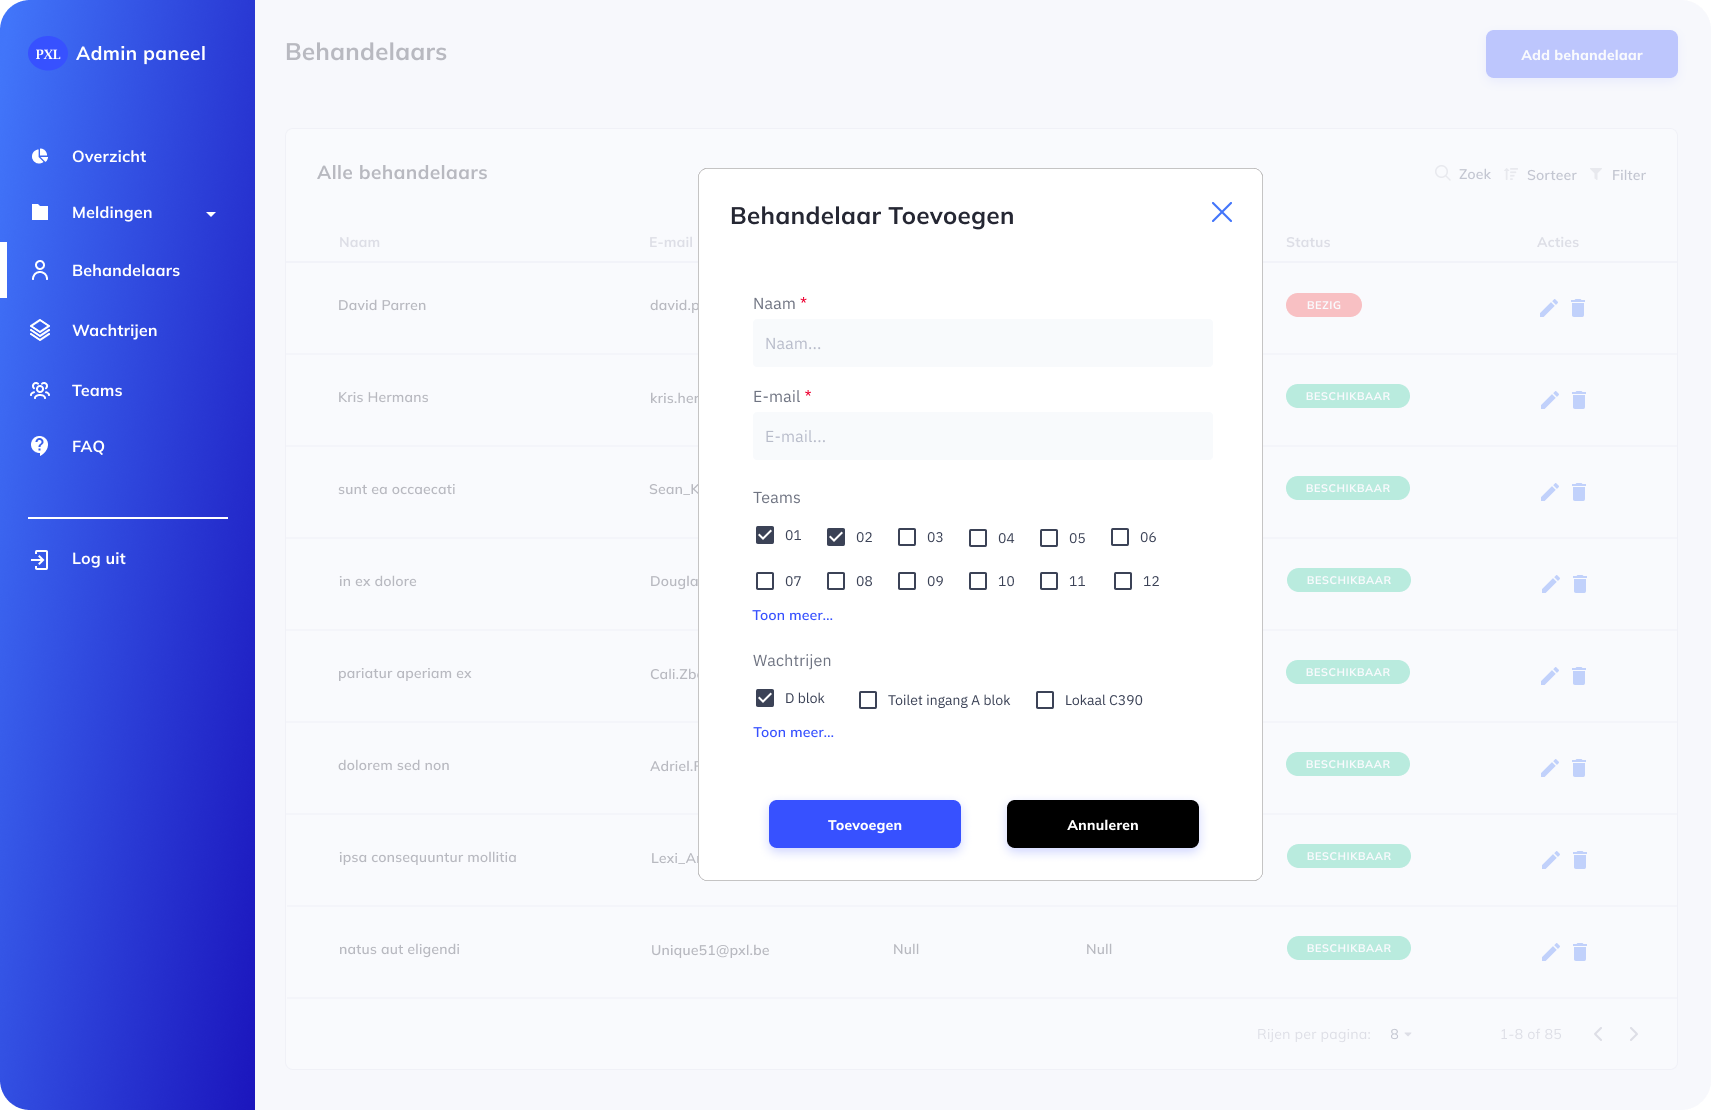 PXL Admin paneel
Overzicht
Meldingen
Behandelaars
Wachtrijen
Teams
FAQ
Log uit
Behandelaars
Add behandelaar
Alle behandelaars
Zoek Sorteer Filter
Naam E-mail Status Acties
David Parren david.p BEZIG
Kris Hermans kris.her BESCHIKBAAR
sunt ea occaecati Sean_K BESCHIKBAAR
in ex dolore Dougla BESCHIKBAAR
pariatur aperiam ex Cali.Zb BESCHIKBAAR
dolorem sed non Adriel.F BESCHIKBAAR
ipsa consequuntur mollitia Lexi_A BESCHIKBAAR
natus aut eligendi Unique51@pxl.be Null Null BESCHIKBAAR
Rijen per pagina: 8 1-8 of 85
Behandelaar Toevoegen
Naam *
Naam...
E-mail *
E-mail...
Teams
01 02 03 04 05 06
07 08 09 10 11 12
Toon meer...
Wachtrijen
D blok Toilet ingang A blok Lokaal C390
Toon meer...
Toevoegen Annuleren